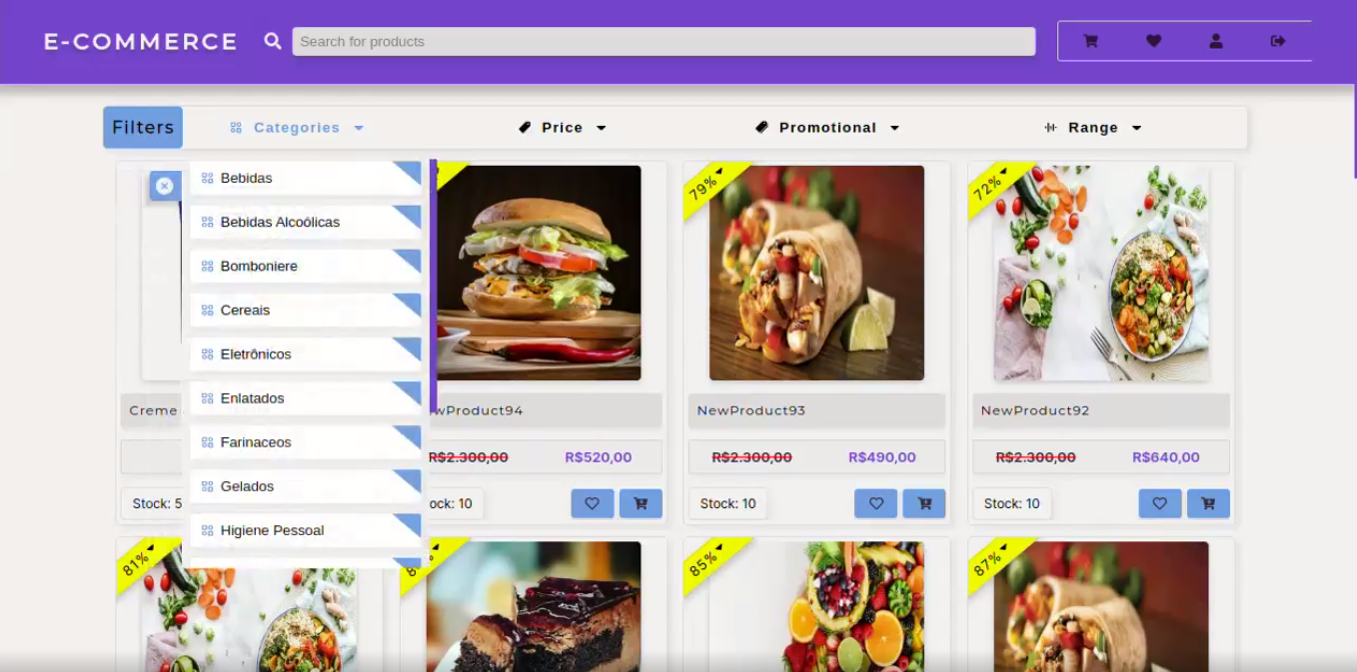 E-COMMERCE
Search for products
Filters
Categories
Price
Promotional
Range
Bebidas
Bebidas Alcoólicas
Bomboniere
Cereais
Eletrônicos
Enlatados
Farinaceos
Gelados
Higiene Pessoal
79%
72%
Creme
wProduct94
NewProduct93
NewProduct92
R$2.300,00 R$520,00
R$2.300,00 R$490,00
R$2.300,00 R$640,00
Stock: 5
ock: 10
Stock: 10
Stock: 10
81%
85%
87%